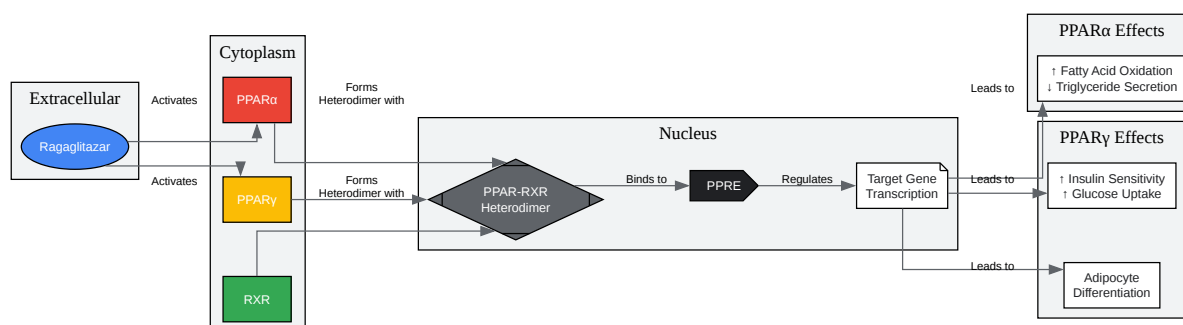 Extracellular
Ragaglitazar
Activates
Activates
Cytoplasm
PPARα
PPARγ
RXR
Forms
Heterodimer with
Forms
Heterodimer with
Nucleus
PPAR-RXR
Heterodimer
Binds to
PPRE
Regulates
Target Gene
Transcription
Leads to
Leads to
Leads to
PPARα Effects
↑ Fatty Acid Oxidation
↓ Triglyceride Secretion
PPARγ Effects
↑ Insulin Sensitivity
↑ Glucose Uptake
Adipocyte
Differentiation